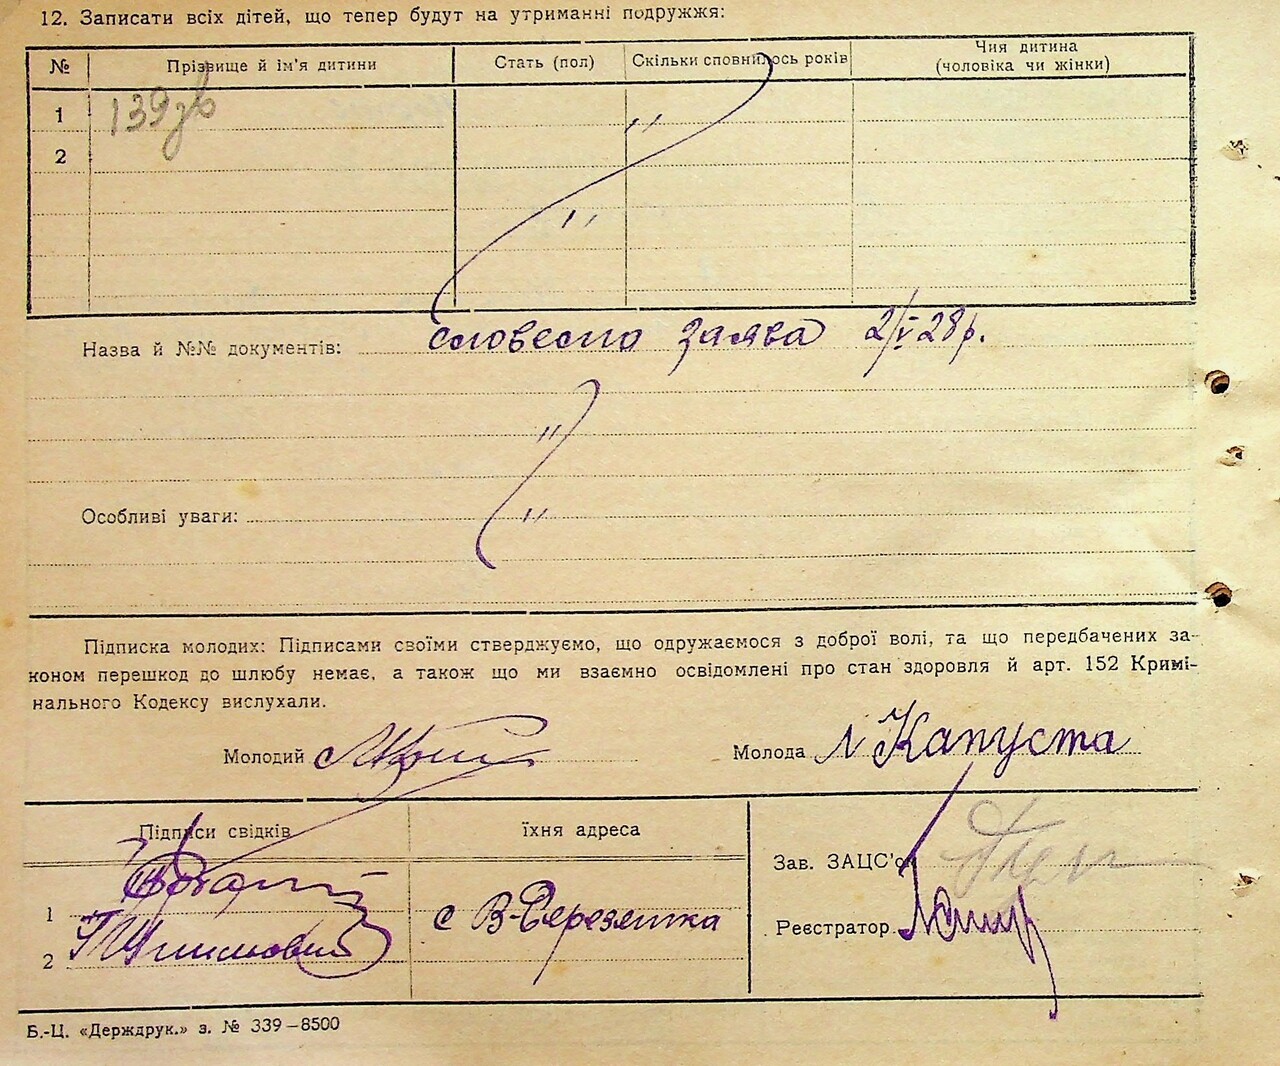 12. Записати всіх дітей, що тепер будут на утриманні подружжя:
№ Прізвище й ім'я дитини Стать (пол) Скільки сповнилось років Чия дитина (чоловіка чи жінки)
1 139зв
2
Назва й №№ документів: словесно заява 2/V 28р.
Особливі уваги:
Підписка молодих: Підписами своїми стверджуємо, що одружаємося з доброї волі, та що передбачених за-
коном перешкод до шлюбу немає, а також що ми взаємно освідомлені про стан здоровля й арт. 152 Кримі-
нального Кодексу вислухали.
Молодий Молода Л Капуста
Підписи свідків їхня адреса
Зав. ЗАЦС'ом
1 с В-Березянка
Реєстратор
2
Б.-Ц. «Держдрук.» з. № 339–8500